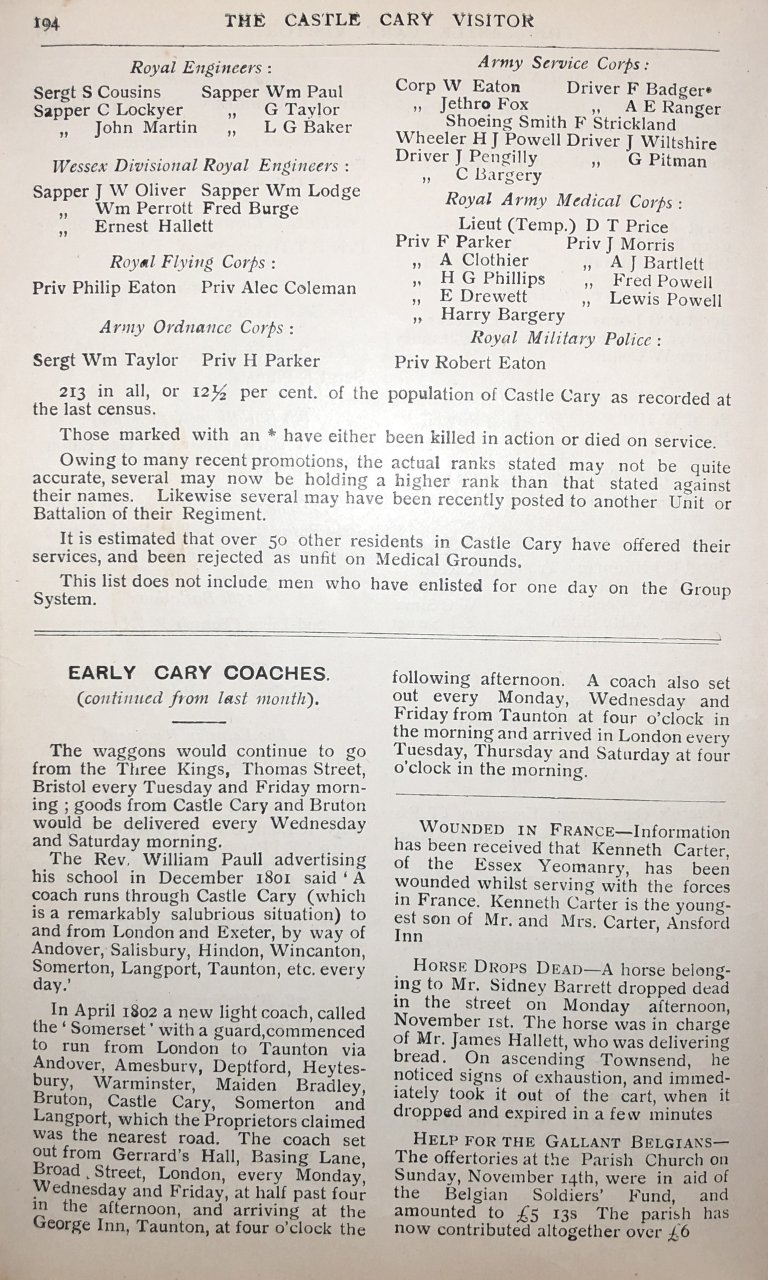 194
THE CASTLE CARY VISITOR
Royal Engineers :
Sergt S Cousins Sapper Wm Paul
Sapper C Lockyer ,, G Taylor
,, John Martin ,, L G Baker
Wessex Divisional Royal Engineers :
Sapper J W Oliver Sapper Wm Lodge
,, Wm Perrott Fred Burge
,, Ernest Hallett
Royal Flying Corps :
Priv Philip Eaton Priv Alec Coleman
Army Ordnance Corps :
Sergt Wm Taylor Priv H Parker
Army Service Corps :
Corp W Eaton Driver F Badger*
,, Jethro Fox ,, A E Ranger
Shoeing Smith F Strickland
Wheeler H J Powell Driver J Wiltshire
Driver J Pengilly ,, G Pitman
,, C Bargery
Royal Army Medical Corps :
Lieut (Temp.) D T Price
Priv F Parker Priv J Morris
,, A Clothier ,, A J Bartlett
,, H G Phillips ,, Fred Powell
,, E Drewett ,, Lewis Powell
,, Harry Bargery
Royal Military Police :
Priv Robert Eaton
213 in all, or 12½ per cent. of the population of Castle Cary as recorded at
the last census.
Those marked with an * have either been killed in action or died on service.
Owing to many recent promotions, the actual ranks stated may not be quite
accurate, several may now be holding a higher rank than that stated against
their names. Likewise several may have been recently posted to another Unit or
Battalion of their Regiment.
It is estimated that over 50 other residents in Castle Cary have offered their
services, and been rejected as unfit on Medical Grounds.
This list does not include men who have enlisted for one day on the Group
System.
EARLY CARY COACHES.
(continued from last month).
The waggons would continue to go
from the Three Kings, Thomas Street,
Bristol every Tuesday and Friday morn-
ing ; goods from Castle Cary and Bruton
would be delivered every Wednesday
and Saturday morning.
The Rev. William Paull advertising
his school in December 1801 said ‘ A
coach runs through Castle Cary (which
is a remarkably salubrious situation) to
and from London and Exeter, by way of
Andover, Salisbury, Hindon, Wincanton,
Somerton, Langport, Taunton, etc. every
day.’
In April 1802 a new light coach, called
the ‘ Somerset ’ with a guard,commenced
to run from London to Taunton via
Andover, Amesbury, Deptford, Heytes-
bury, Warminster, Maiden Bradley,
Bruton, Castle Cary, Somerton and
Langport, which the Proprietors claimed
was the nearest road. The coach set
out from Gerrard’s Hall, Basing Lane,
Broad Street, London, every Monday,
Wednesday and Friday, at half past four
in the afternoon, and arriving at the
George Inn, Taunton, at four o’clock the
following afternoon. A coach also set
out every Monday, Wednesday and
Friday from Taunton at four o’clock in
the morning and arrived in London every
Tuesday, Thursday and Saturday at four
o’clock in the morning.
WOUNDED IN FRANCE—Information
has been received that Kenneth Carter,
of the Essex Yeomanry, has been
wounded whilst serving with the forces
in France. Kenneth Carter is the young-
est son of Mr. and Mrs. Carter, Ansford
Inn
HORSE DROPS DEAD—A horse belong-
ing to Mr. Sidney Barrett dropped dead
in the street on Monday afternoon,
November 1st. The horse was in charge
of Mr. James Hallett, who was delivering
bread. On ascending Townsend, he
noticed signs of exhaustion, and immed-
iately took it out of the cart, when it
dropped and expired in a few minutes
HELP FOR THE GALLANT BELGIANS—
The offertories at the Parish Church on
Sunday, November 14th, were in aid of
the Belgian Soldiers’ Fund, and
amounted to £5 13s The parish has
now contributed altogether over £6